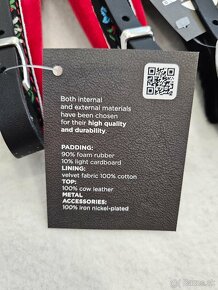 Both internal
and external materials
have been chosen
for their high quality
and durability.
PADDING:
90% foam rubber
10% light cardboard
LINING:
velvet fabric 100% cotton
TOP:
100% cow leather
METAL
ACCESSORIES:
100% iron nickel-plated